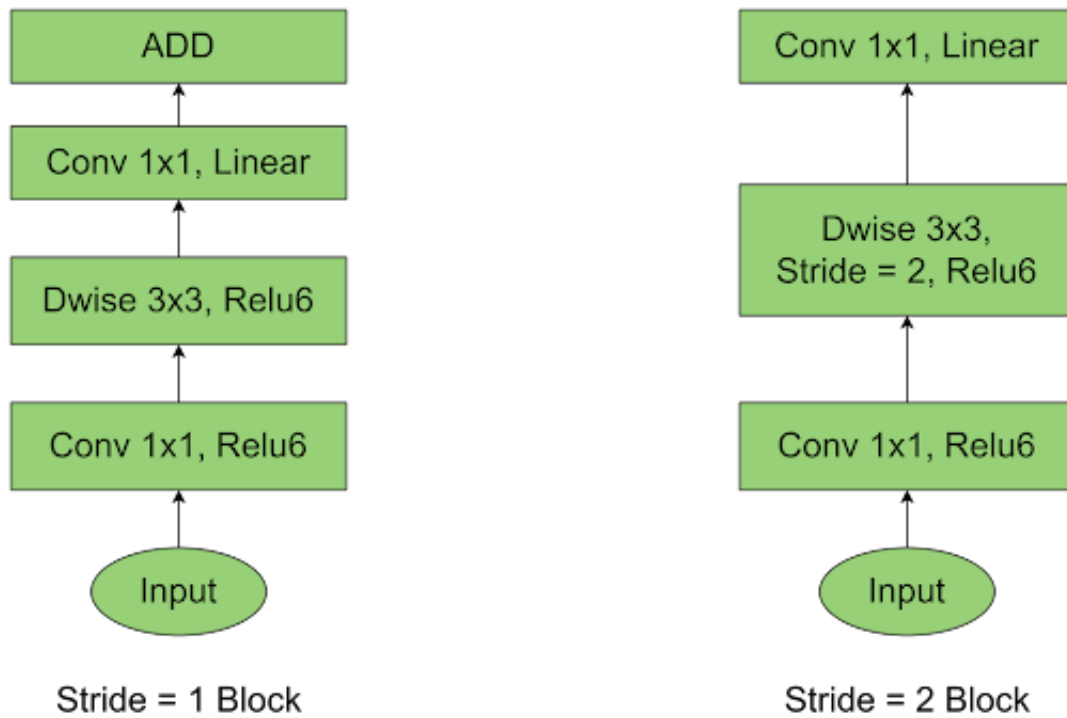 ADD
Conv 1x1, Linear
Dwise 3x3, Relu6
Conv 1x1, Relu6
Input
Stride = 1 Block
Conv 1x1, Linear
Dwise 3x3,
Stride = 2, Relu6
Conv 1x1, Relu6
Input
Stride = 2 Block